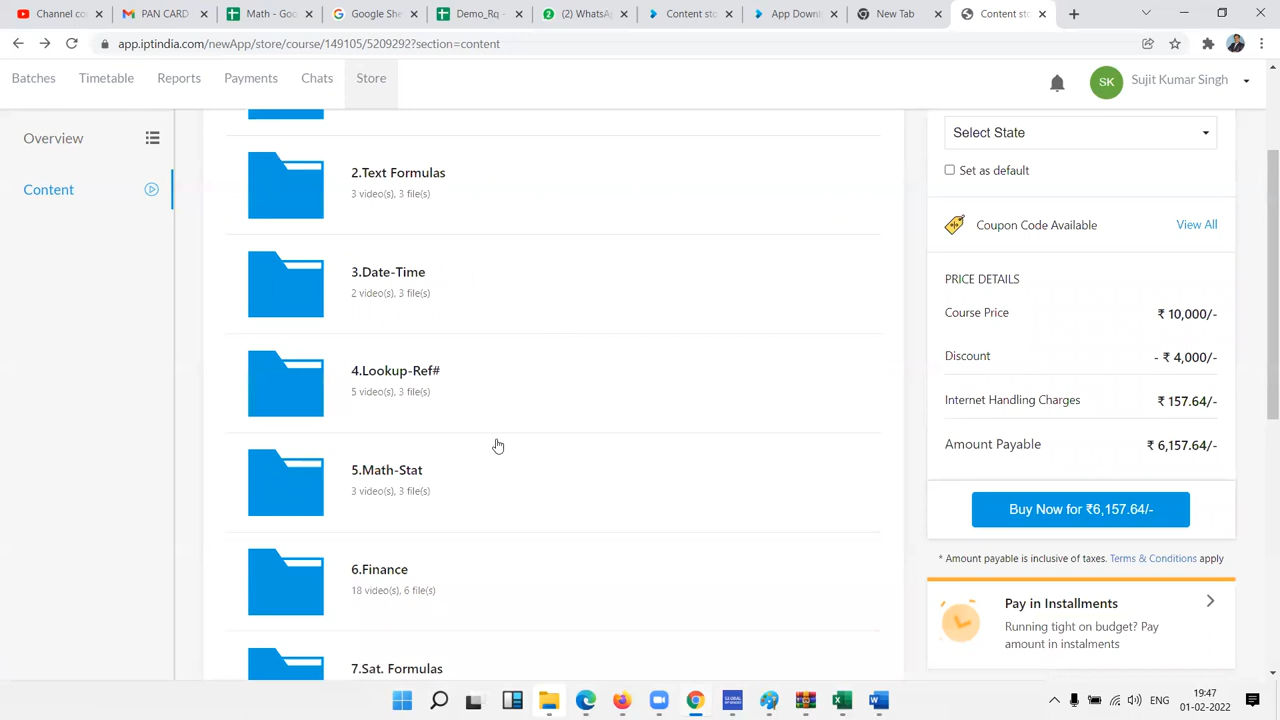 Channel co
PAN CARD
Math - Goo
Google She
Demo_Rq -
(2) WhatsA
Content sto
App Downl
New Tab
Content sto
app.iptindia.com/newApp/store/course/149105/5209292?section=content
Batches
Timetable
Reports
Payments
Chats
Store
SK
Sujit Kumar Singh
Overview
Content
2.Text Formulas
3 video(s), 3 file(s)
3.Date-Time
2 video(s), 3 file(s)
4.Lookup-Ref#
5 video(s), 3 file(s)
5.Math-Stat
3 video(s), 3 file(s)
6.Finance
18 video(s), 6 file(s)
7.Sat. Formulas
Select State
Set as default
Coupon Code Available
View All
PRICE DETAILS
Course Price
₹ 10,000/-
Discount
- ₹ 4,000/-
Internet Handling Charges
₹ 157.64/-
Amount Payable
₹ 6,157.64/-
Buy Now for ₹6,157.64/-
* Amount payable is inclusive of taxes. Terms & Conditions apply
Pay in Installments
Running tight on budget? Pay
amount in instalments
ENG
19:47
01-02-2022